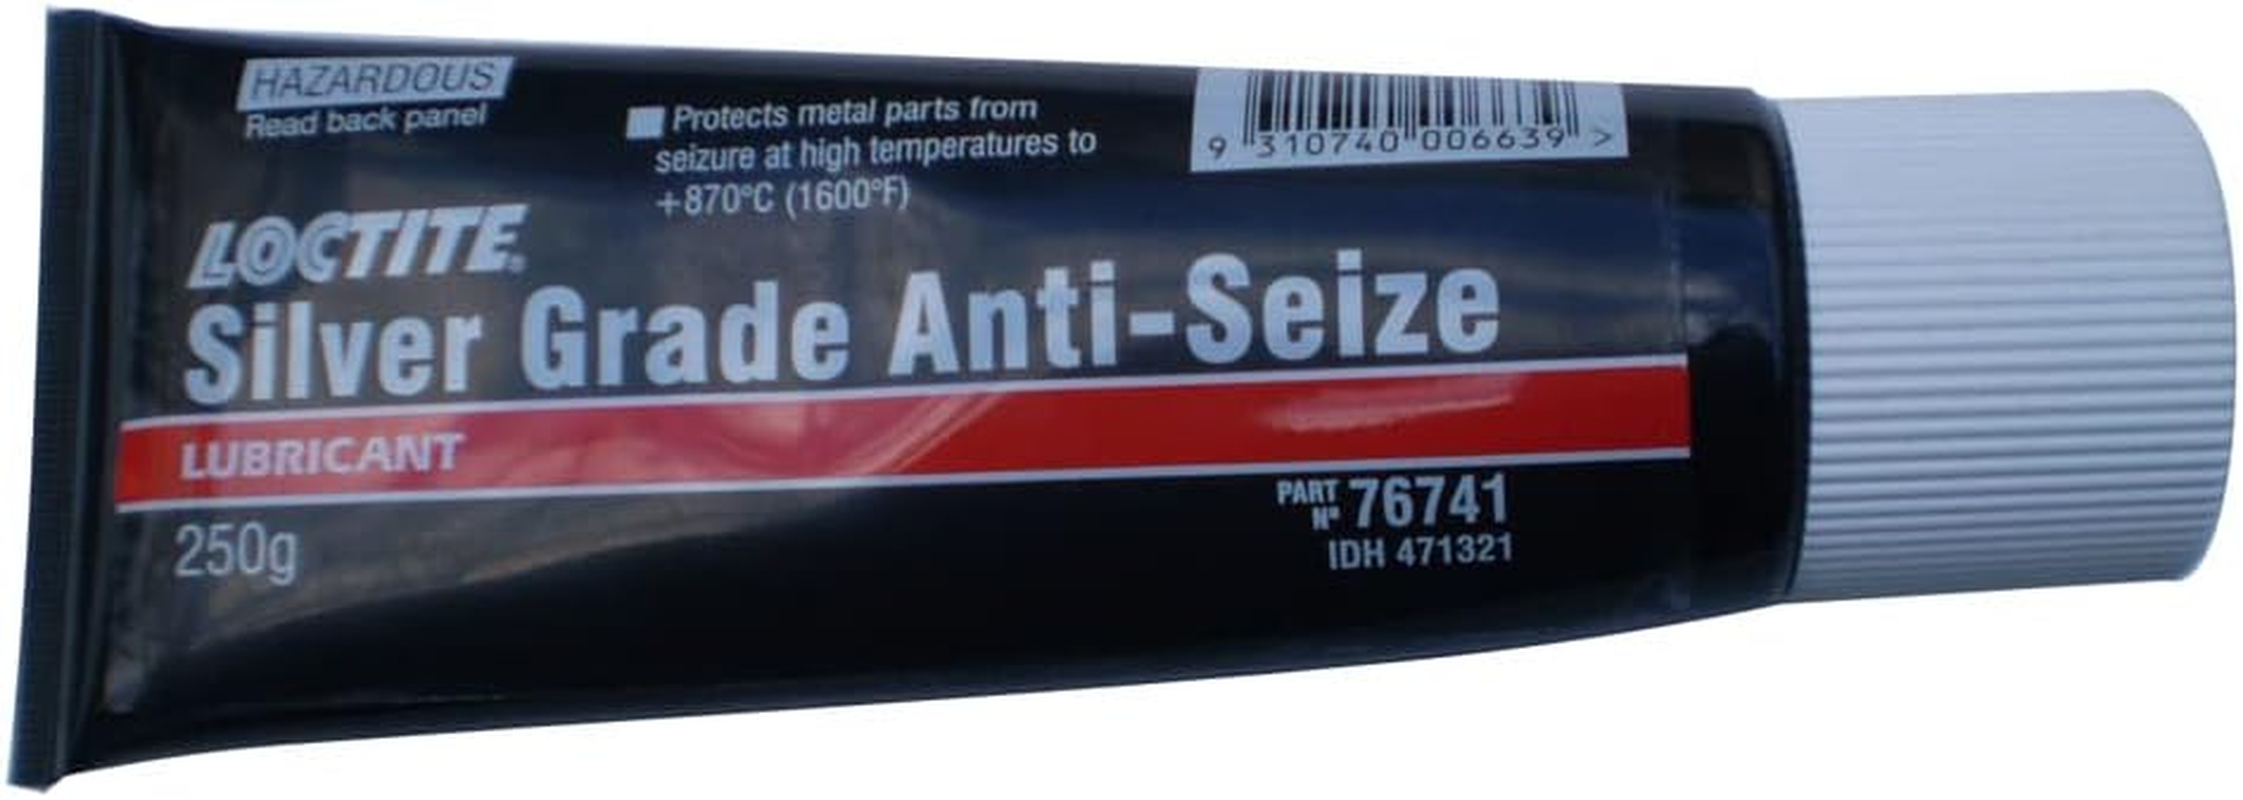 HAZARDOUS
Read back panel
Protects metal parts from
seizure at high temperatures to
+870°C (1600°F)
9 310740 006639 >
LOCTITE®
Silver Grade Anti-Seize
LUBRICANT
250g
PART Nº 76741
IDH 471321